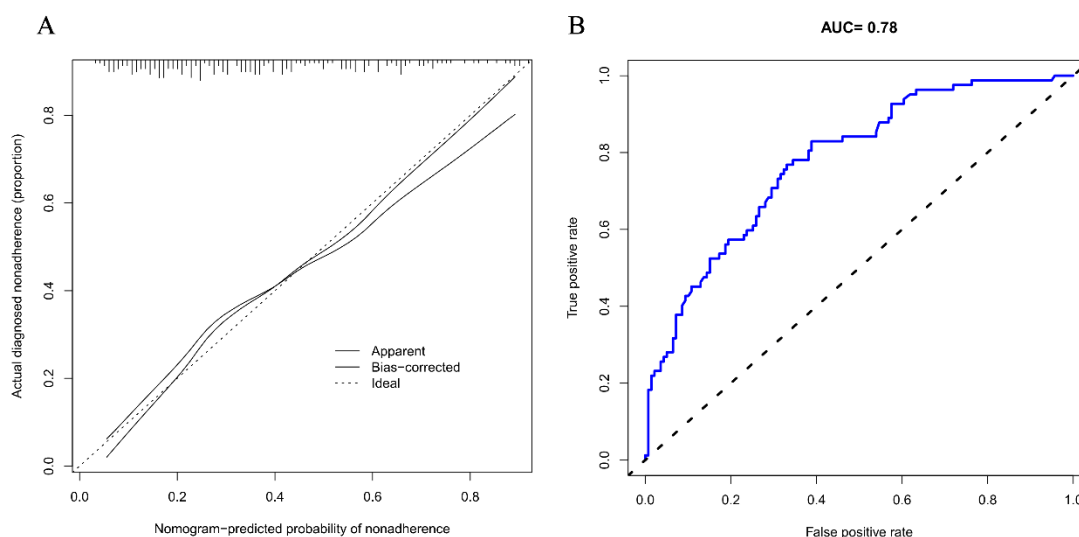 A
Actual diagnosed nonadherence (proportion)
0.8
0.6
0.4
0.2
0.0
Apparent
Bias−corrected
Ideal
0.0 0.2 0.4 0.6 0.8
Nomogram−predicted probability of nonadherence
B
AUC= 0.78
True positive rate
1.0
0.8
0.6
0.4
0.2
0.0
0.0 0.2 0.4 0.6 0.8 1.0
False positive rate